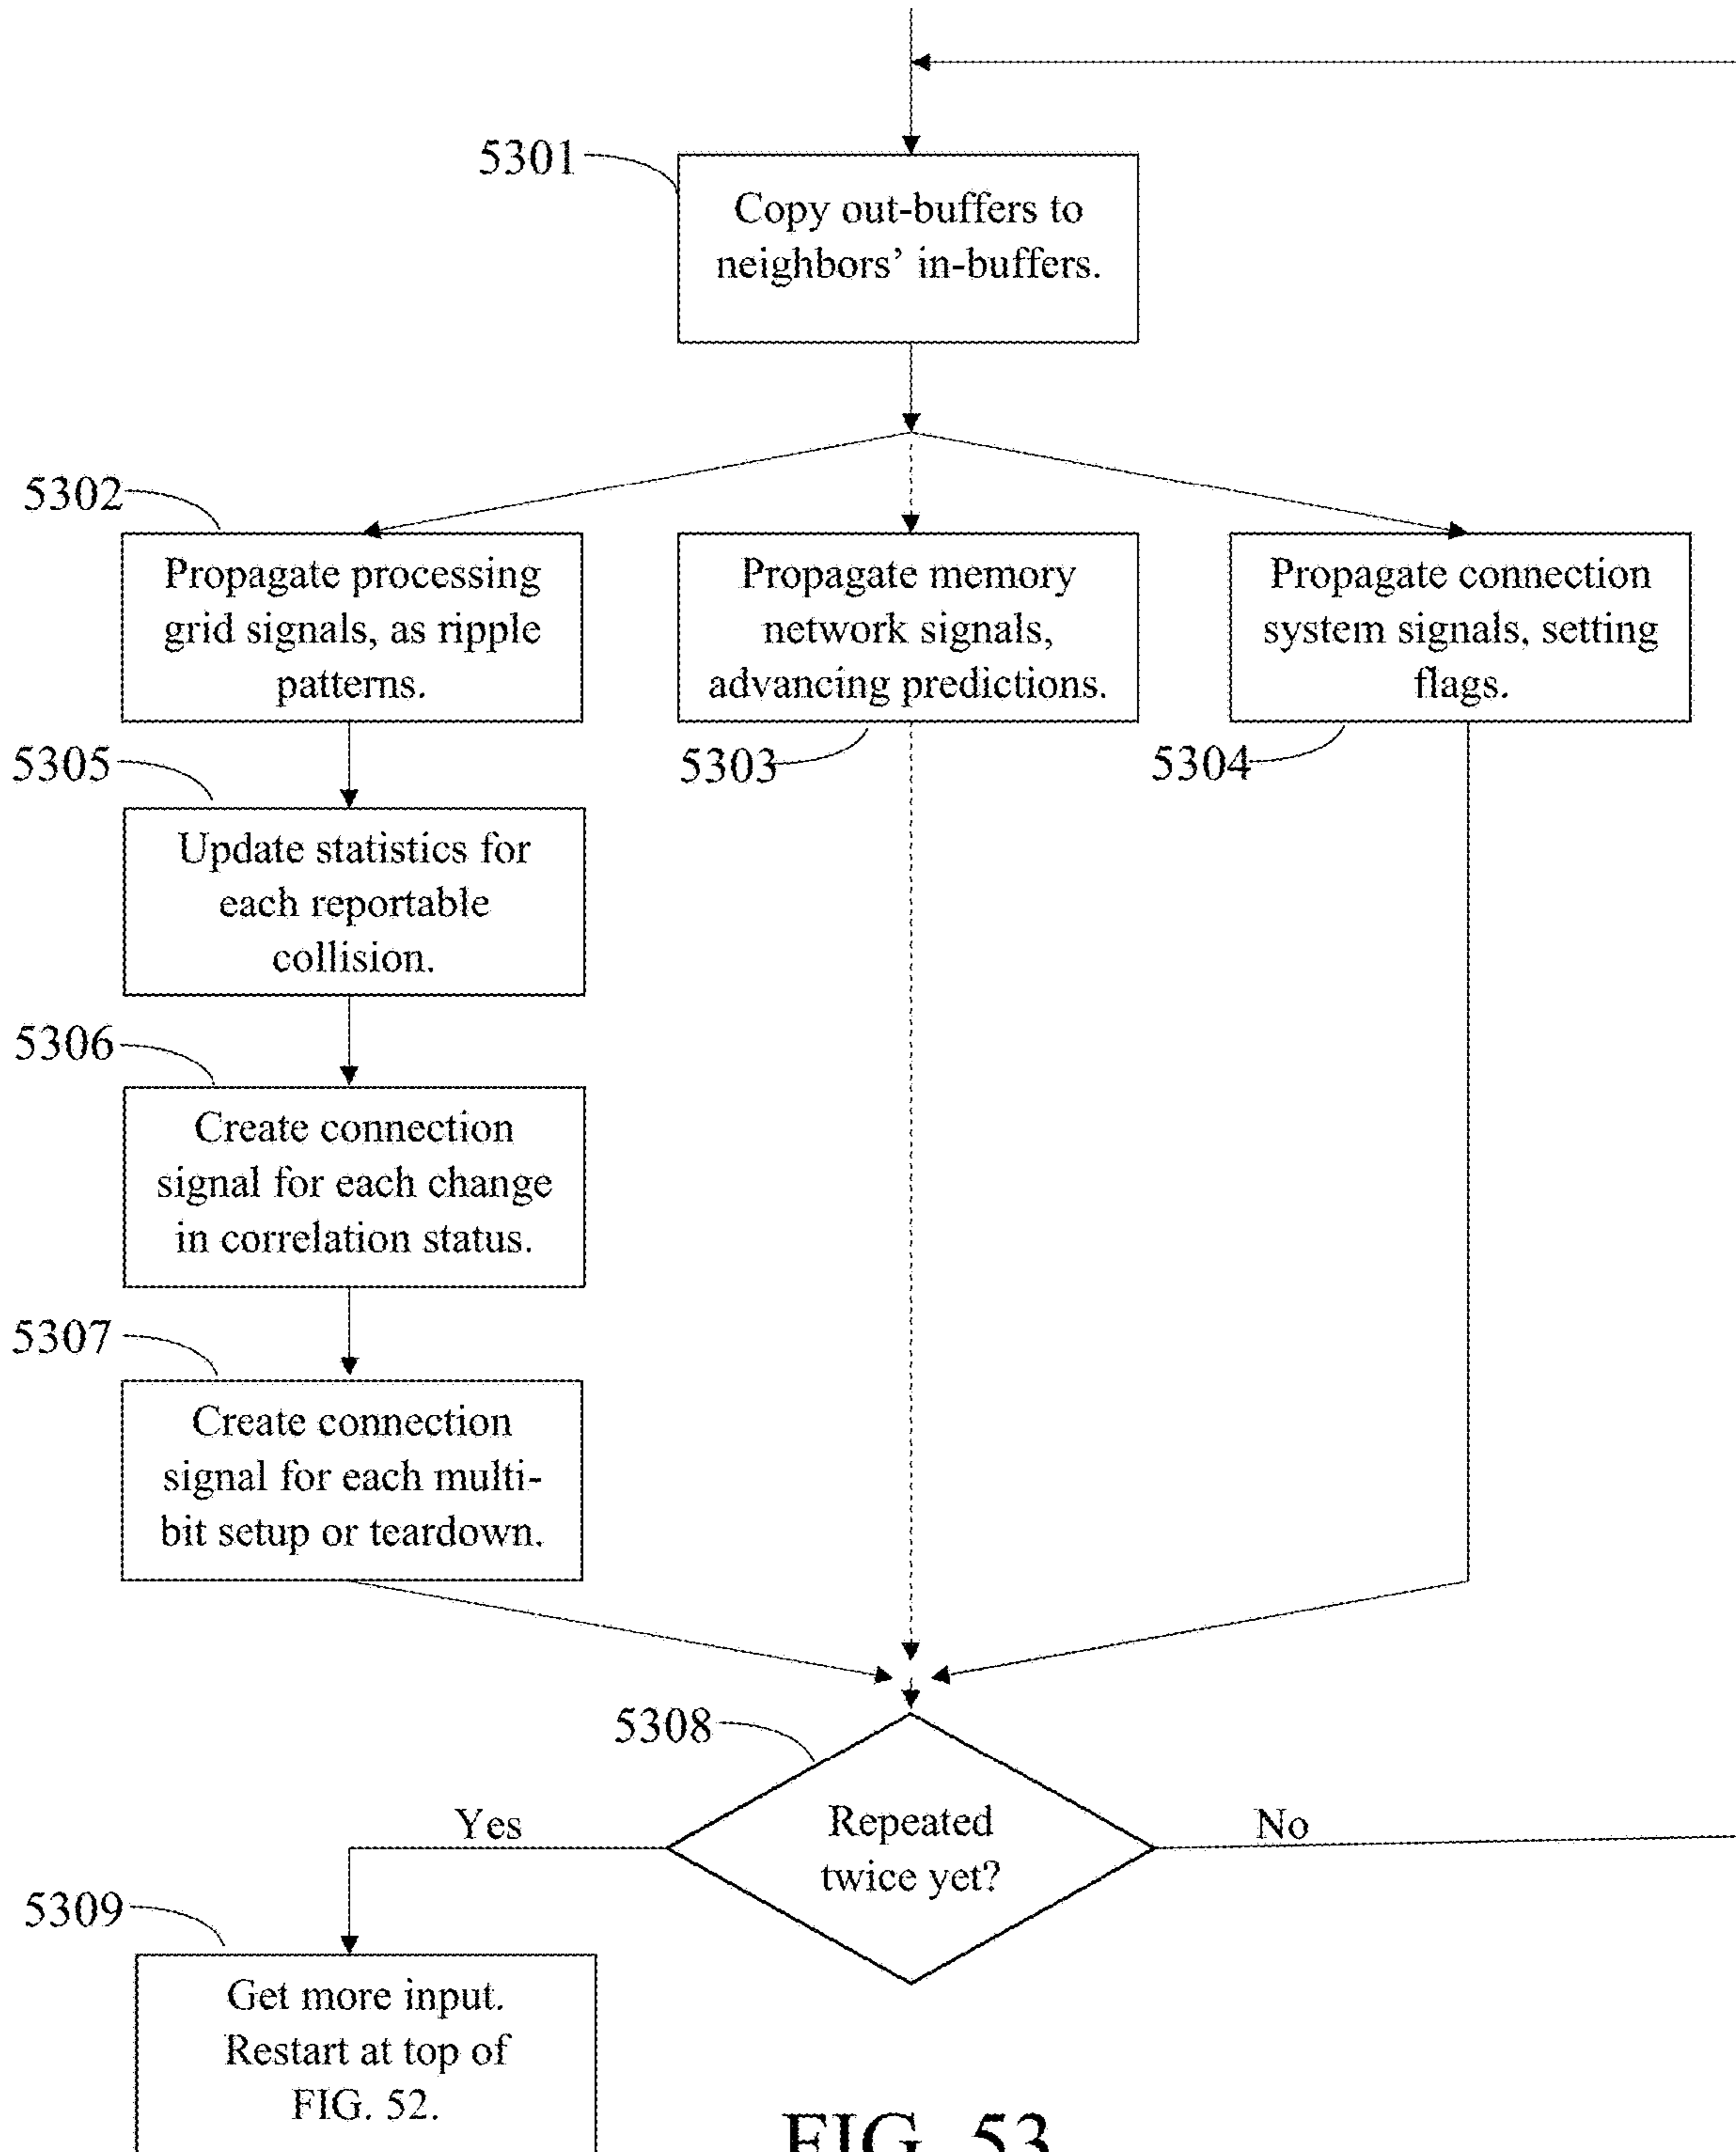 5301
Copy out-buffers to
neighbors’ in-buffers.
5302
Propagate processing
grid signals, as ripple
patterns.
Propagate memory
network signals,
advancing predictions.
Propagate connection
system signals, setting
flags.
5303
5304
5305
Update statistics for
each reportable
collision.
5306
Create connection
signal for each change
in correlation status.
5307
Create connection
signal for each multi-
bit setup or teardown.
5308
Repeated
twice yet?
Yes
No
5309
Get more input.
Restart at top of
FIG. 52.
FIG. 53